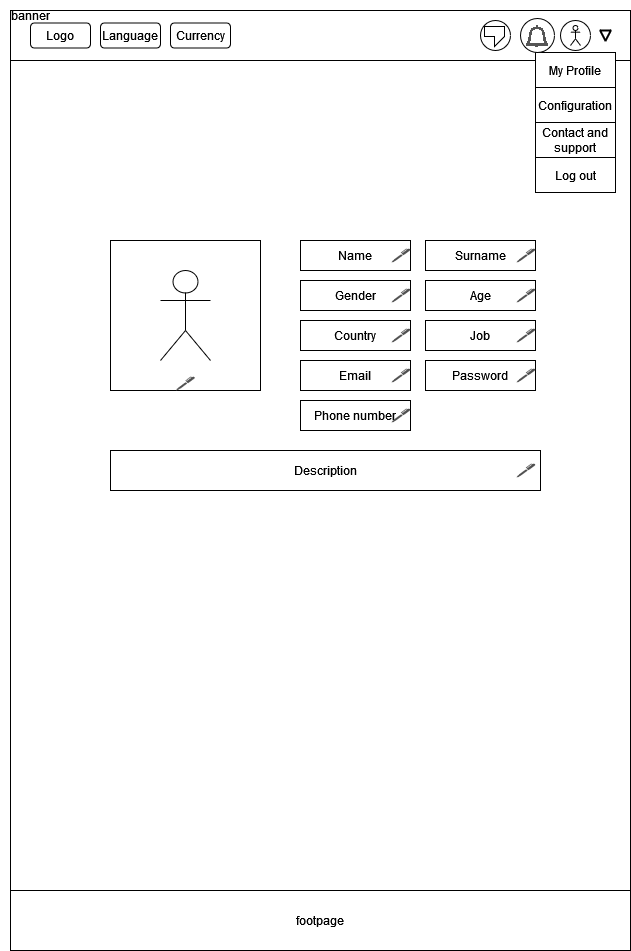 banner
Logo
Language
Currency
My Profile
Configuration
Contact and
support
Log out
Name
Surname
Gender
Age
Country
Job
Email
Password
Phone number
Description
footpage